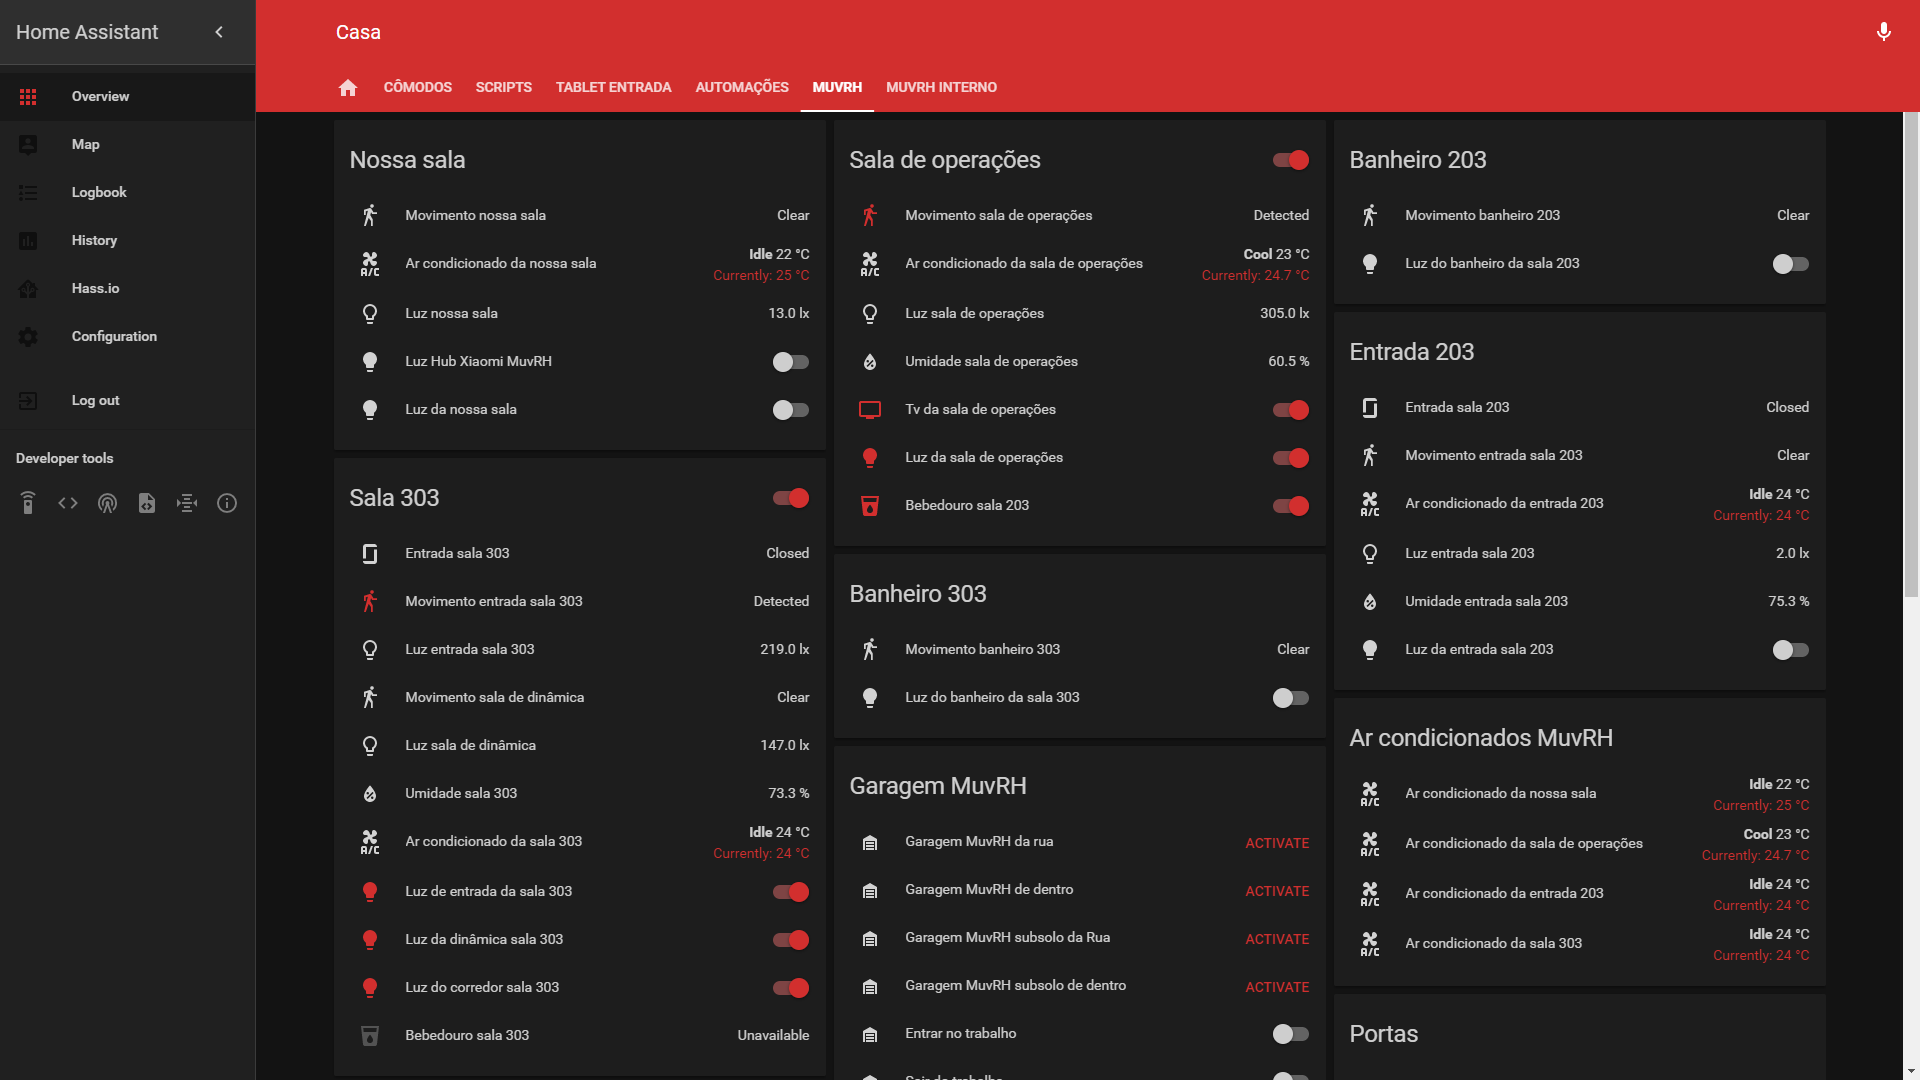 Home Assistant
Overview
Map
Logbook
History
Hass.io
Configuration
Log out
Developer tools
Casa
CÔMODOS SCRIPTS TABLET ENTRADA AUTOMAÇÕES MUVRH MUVRH INTERNO
Nossa sala
Movimento nossa sala Clear
A/C Ar condicionado da nossa sala Idle 22 °C
Currently: 25 °C
Luz nossa sala 13.0 lx
Luz Hub Xiaomi MuvRH
Luz da nossa sala
Sala 303
Entrada sala 303 Closed
Movimento entrada sala 303 Detected
Luz entrada sala 303 219.0 lx
Movimento sala de dinâmica Clear
Luz sala de dinâmica 147.0 lx
Umidade sala 303 73.3 %
A/C Ar condicionado da sala 303 Idle 24 °C
Currently: 24 °C
Luz de entrada da sala 303
Luz da dinâmica sala 303
Luz do corredor sala 303
Bebedouro sala 303 Unavailable
Sala de operações
Movimento sala de operações Detected
A/C Ar condicionado da sala de operações Cool 23 °C
Currently: 24.7 °C
Luz sala de operações 305.0 lx
Umidade sala de operações 60.5 %
Tv da sala de operações
Luz da sala de operações
Bebedouro sala 203
Banheiro 303
Movimento banheiro 303 Clear
Luz do banheiro da sala 303
Garagem MuvRH
Garagem MuvRH da rua ACTIVATE
Garagem MuvRH de dentro ACTIVATE
Garagem MuvRH subsolo da Rua ACTIVATE
Garagem MuvRH subsolo de dentro ACTIVATE
Entrar no trabalho
Banheiro 203
Movimento banheiro 203 Clear
Luz do banheiro da sala 203
Entrada 203
Entrada sala 203 Closed
Movimento entrada sala 203 Clear
A/C Ar condicionado da entrada 203 Idle 24 °C
Currently: 24 °C
Luz entrada sala 203 2.0 lx
Umidade entrada sala 203 75.3 %
Luz da entrada sala 203
Ar condicionados MuvRH
A/C Ar condicionado da nossa sala Idle 22 °C
Currently: 25 °C
A/C Ar condicionado da sala de operações Cool 23 °C
Currently: 24.7 °C
A/C Ar condicionado da entrada 203 Idle 24 °C
Currently: 24 °C
A/C Ar condicionado da sala 303 Idle 24 °C
Currently: 24 °C
Portas